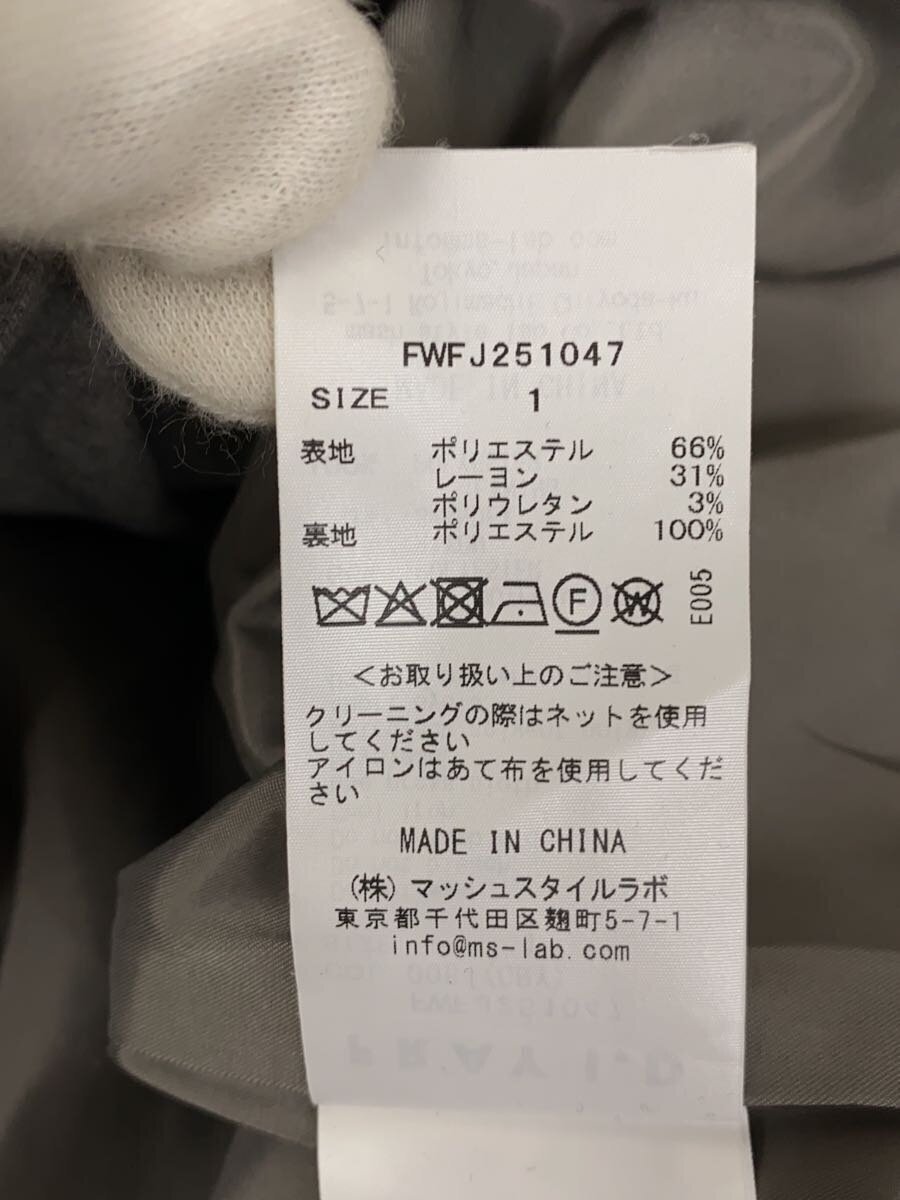 FWFJ251047
SIZE 1
表地 ポリエステル 66%
レーヨン 31%
ポリウレタン 3%
裏地 ポリエステル 100%
F W E005
<お取り扱い上のご注意>
クリーニングの際はネットを使用
してください
アイロンはあて布を使用してくだ
さい
MADE IN CHINA
(株)マッシュスタイルラボ
東京都千代田区麹町5-7-1
info@ms-lab.com